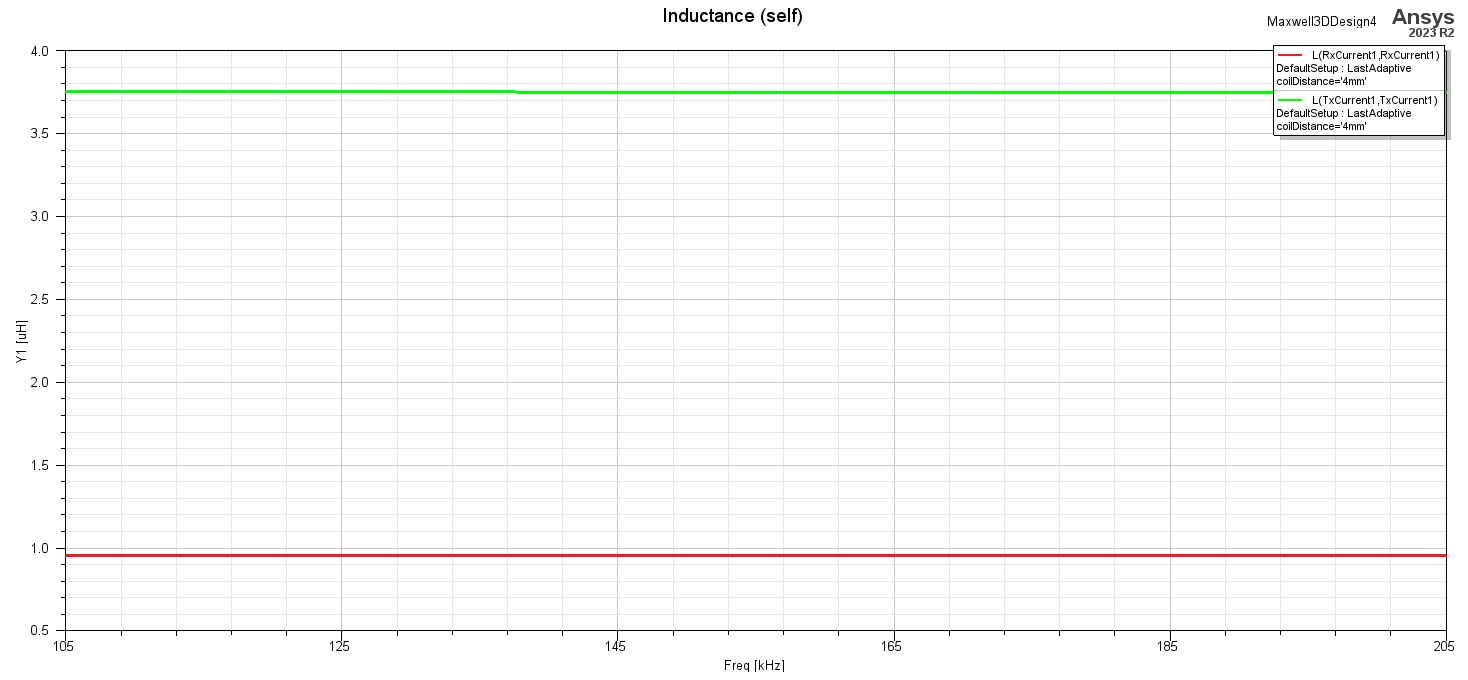 Inductance (self)
Maxwell3DDesign4
Ansys
2023 R2
L(RxCurrent1,RxCurrent1)
DefaultSetup : LastAdaptive
coilDistance='4mm'
L(TxCurrent1,TxCurrent1)
DefaultSetup : LastAdaptive
coilDistance='4mm'
4.0
3.5
3.0
2.5
2.0
1.5
1.0
0.5
Y1 [uH]
105 125 145 165 185 205
Freq [kHz]